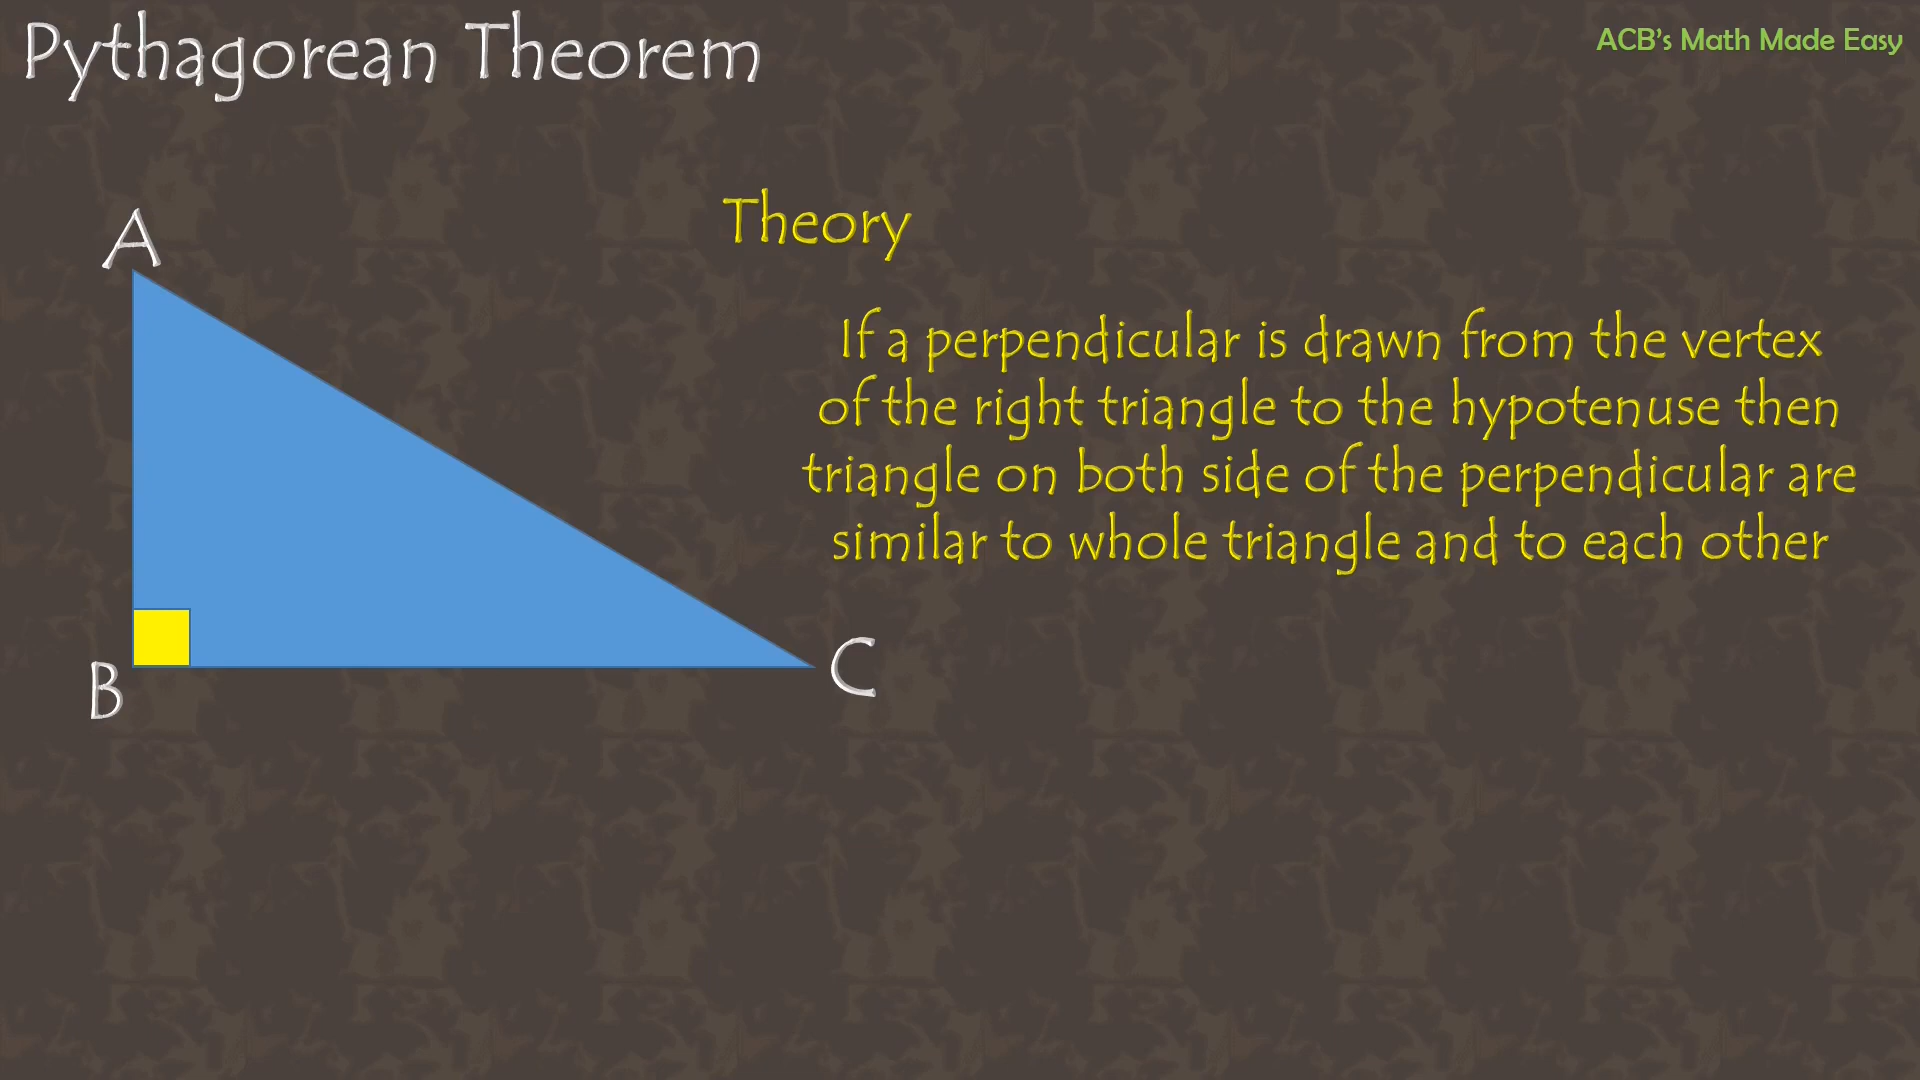 Pythagorean Theorem
ACB's Math Made Easy
Theory
A
If a perpendicular is drawn from the vertex
of the right triangle to the hypotenuse then
triangle on both side of the perpendicular are
similar to whole triangle and to each other
B
C